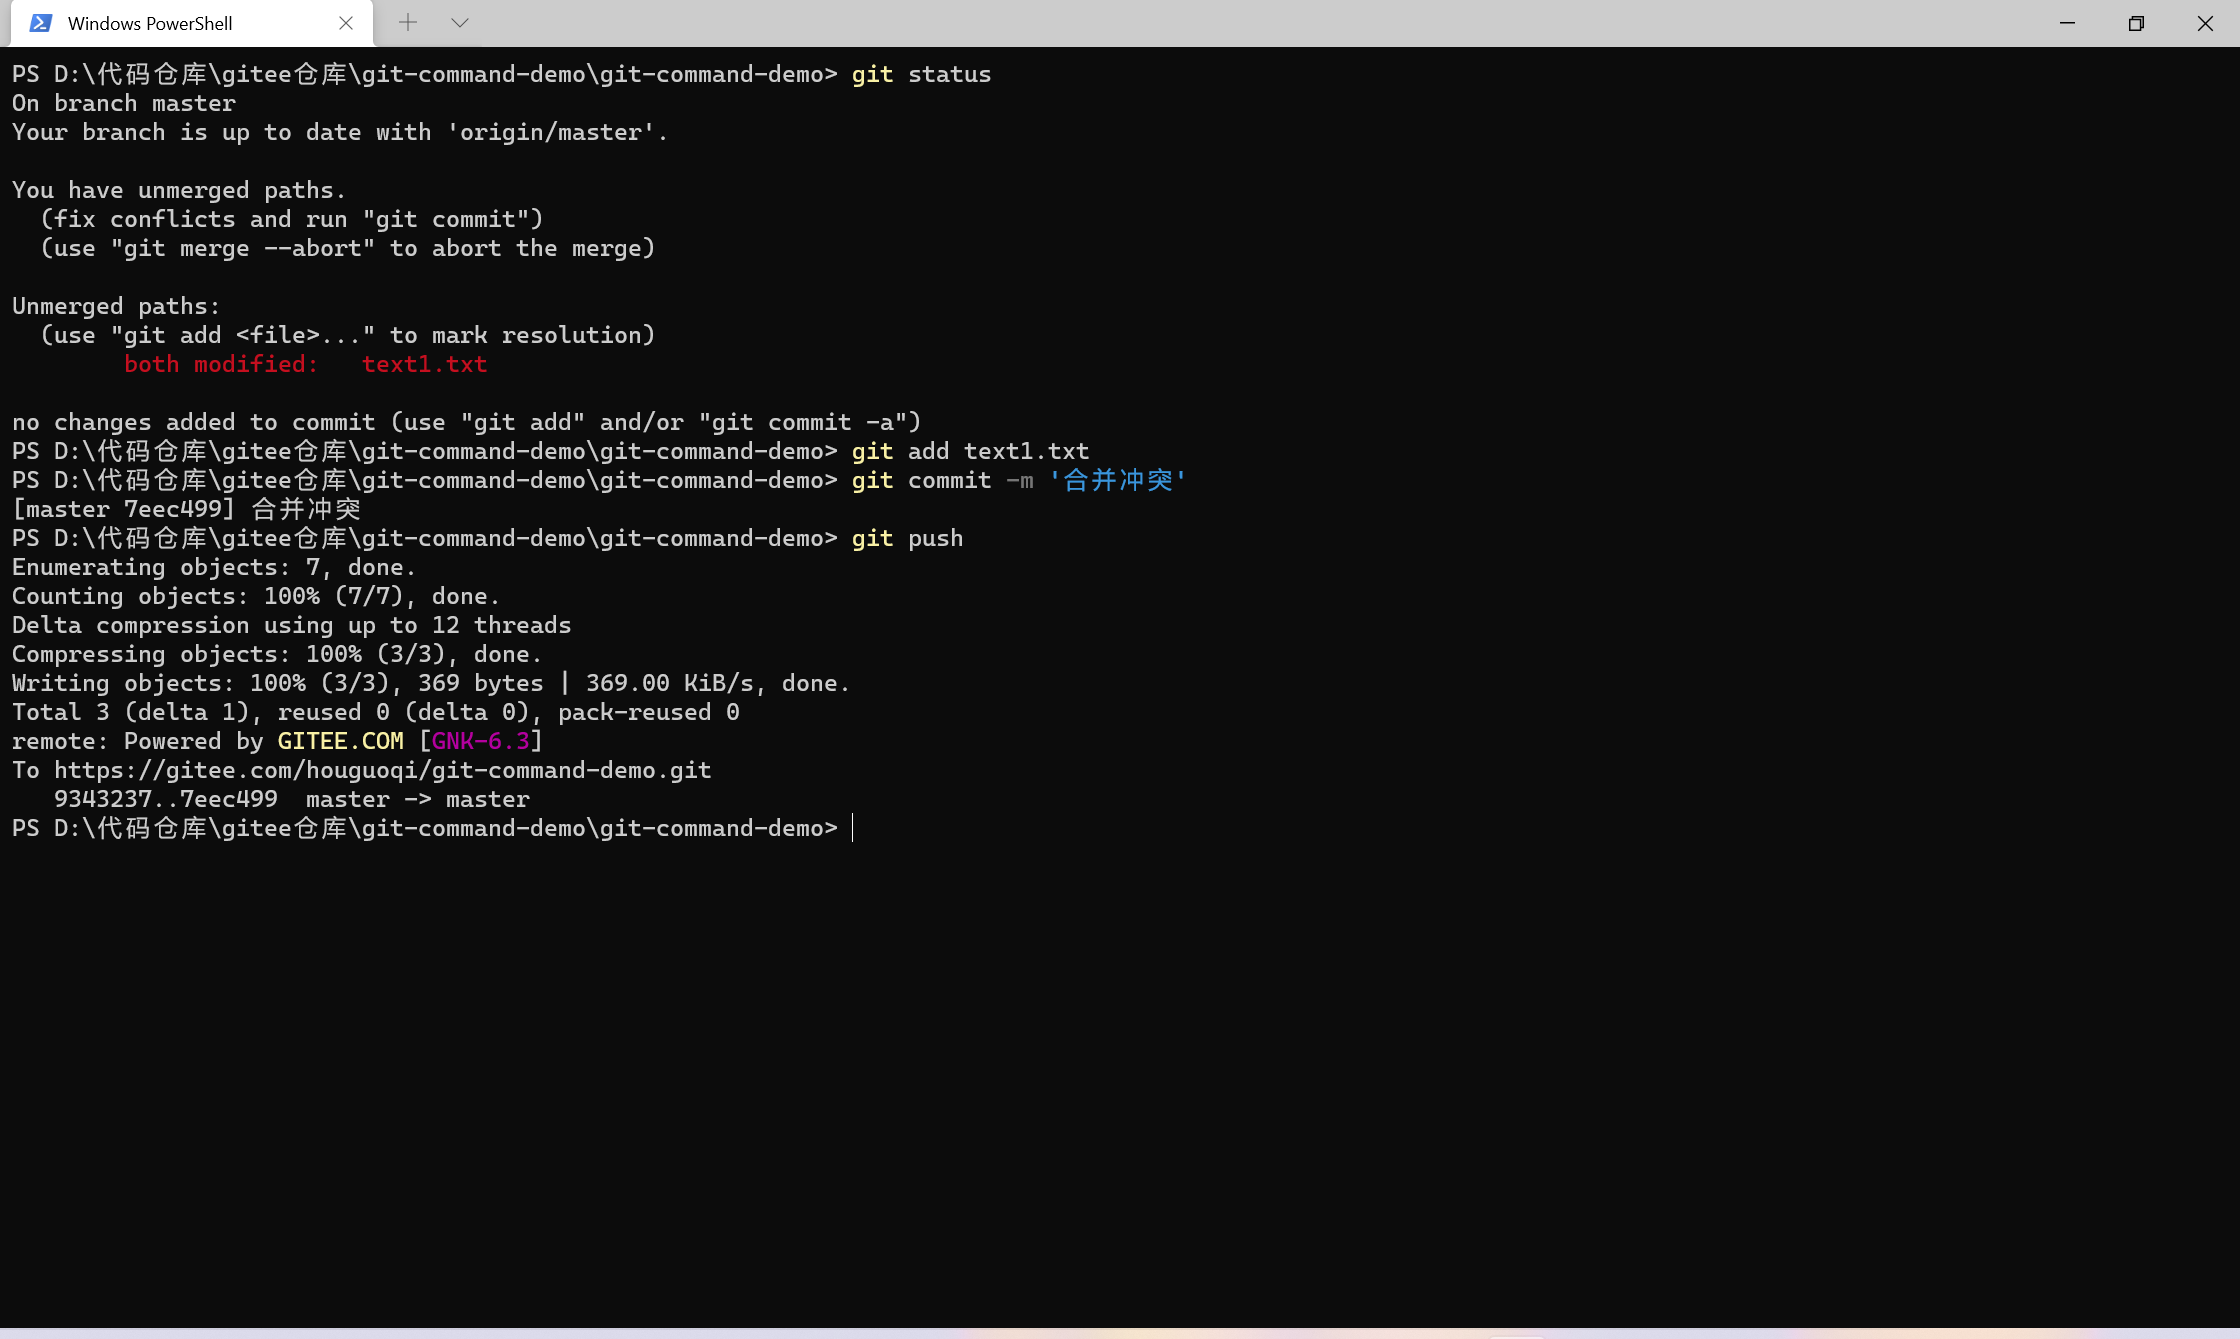 Windows PowerShell
PS D:\代码仓库\gitee仓库\git-command-demo\git-command-demo> git status
On branch master
Your branch is up to date with 'origin/master'.
You have unmerged paths.
(fix conflicts and run "git commit")
(use "git merge --abort" to abort the merge)
Unmerged paths:
(use "git add <file>..." to mark resolution)
both modified:   text1.txt
no changes added to commit (use "git add" and/or "git commit -a")
PS D:\代码仓库\gitee仓库\git-command-demo\git-command-demo> git add text1.txt
PS D:\代码仓库\gitee仓库\git-command-demo\git-command-demo> git commit -m '合并冲突'
[master 7eec499] 合并冲突
PS D:\代码仓库\gitee仓库\git-command-demo\git-command-demo> git push
Enumerating objects: 7, done.
Counting objects: 100% (7/7), done.
Delta compression using up to 12 threads
Compressing objects: 100% (3/3), done.
Writing objects: 100% (3/3), 369 bytes | 369.00 KiB/s, done.
Total 3 (delta 1), reused 0 (delta 0), pack-reused 0
remote: Powered by GITEE.COM [GNK-6.3]
To https://gitee.com/houguoqi/git-command-demo.git
9343237..7eec499  master -> master
PS D:\代码仓库\gitee仓库\git-command-demo\git-command-demo>